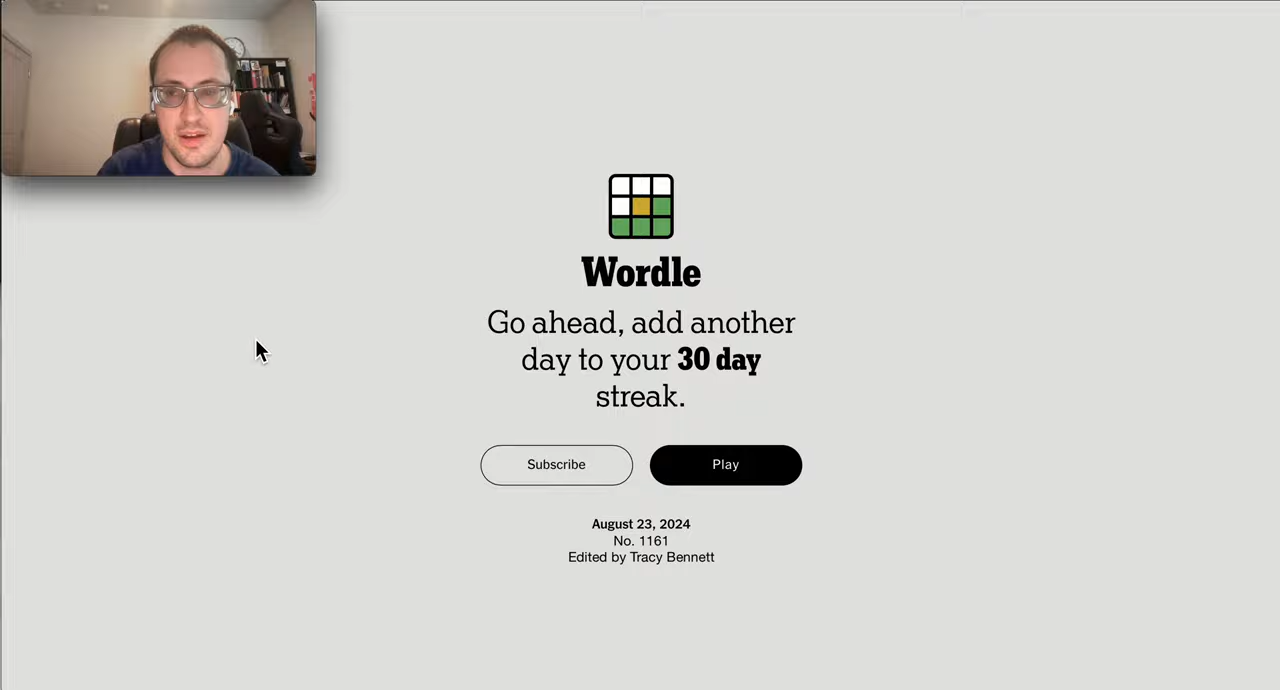 Wordle
Go ahead, add another
day to your 30 day
streak.
Subscribe
Play
August 23, 2024
No. 1161
Edited by Tracy Bennett